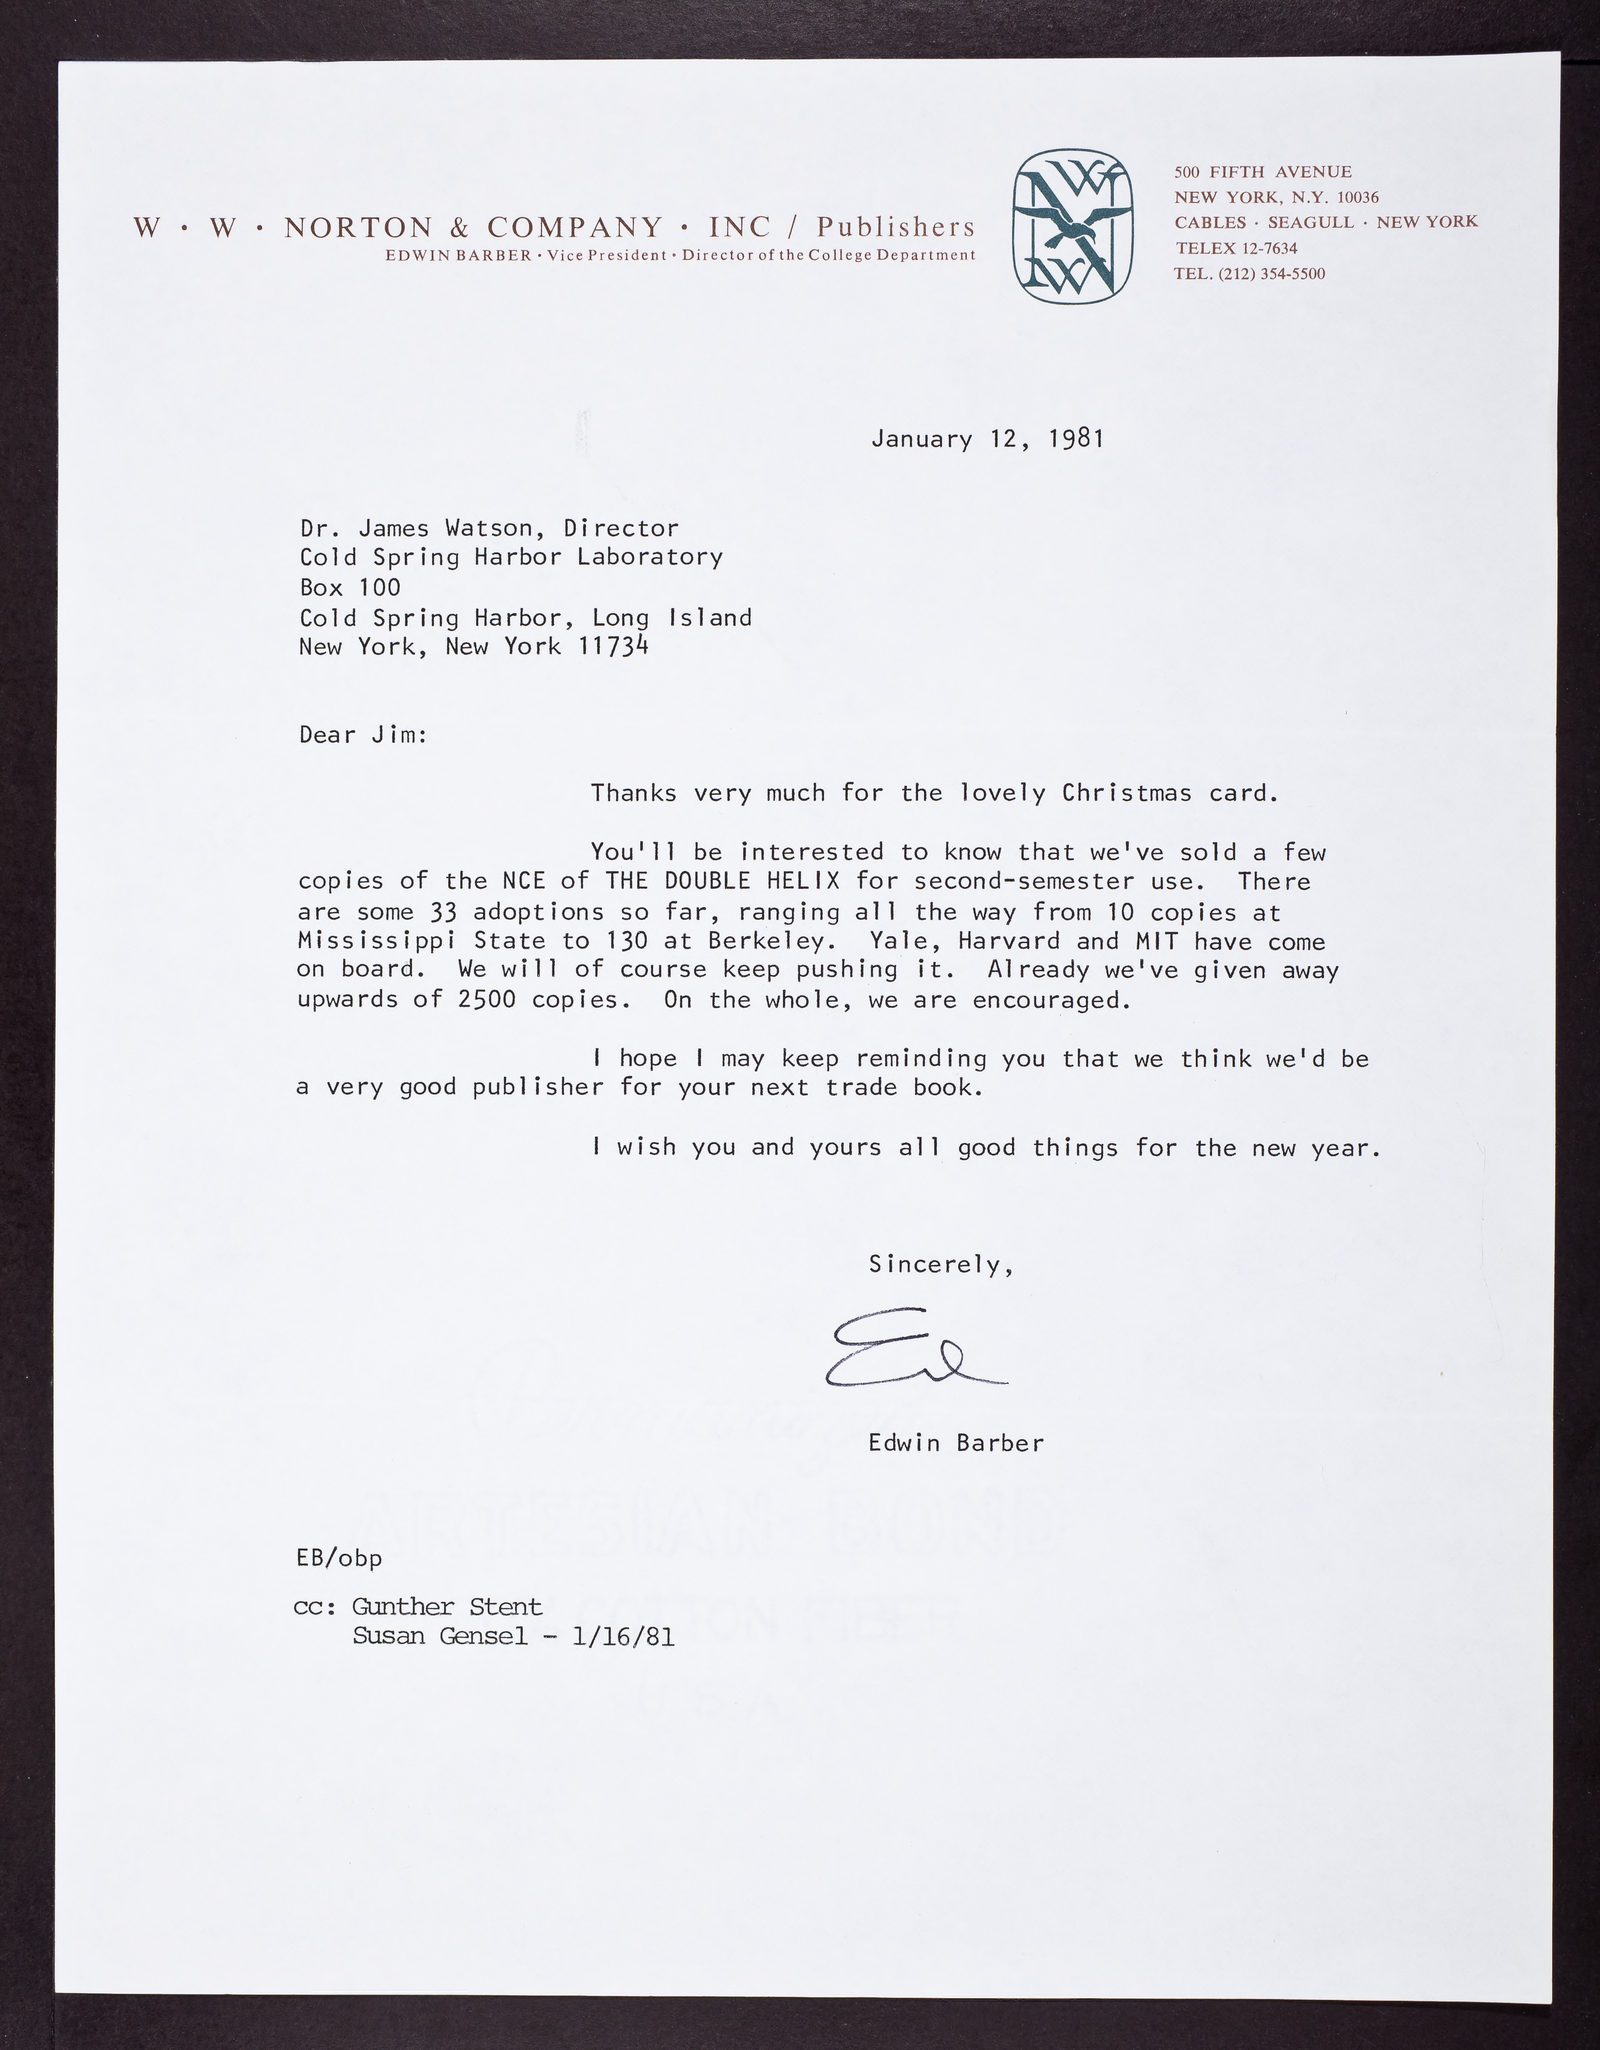 W · W · NORTON & COMPANY · INC / Publishers
EDWIN BARBER · Vice President · Director of the College Department
500 FIFTH AVENUE
NEW YORK, N.Y. 10036
CABLES · SEAGULL · NEW YORK
TELEX 12-7634
TEL. (212) 354-5500
January 12, 1981
Dr. James Watson, Director
Cold Spring Harbor Laboratory
Box 100
Cold Spring Harbor, Long Island
New York, New York 11734
Dear Jim:
Thanks very much for the lovely Christmas card.
You'll be interested to know that we've sold a few
copies of the NCE of THE DOUBLE HELIX for second-semester use. There
are some 33 adoptions so far, ranging all the way from 10 copies at
Mississippi State to 130 at Berkeley. Yale, Harvard and MIT have come
on board. We will of course keep pushing it. Already we've given away
upwards of 2500 copies. On the whole, we are encouraged.
I hope I may keep reminding you that we think we'd be
a very good publisher for your next trade book.
I wish you and yours all good things for the new year.
Sincerely,
Ed
Edwin Barber
ARTESIAN BOND
EB/obp
cc: Gunther Stent
Susan Gensel - 1/16/81
COTTON FIBER
USA